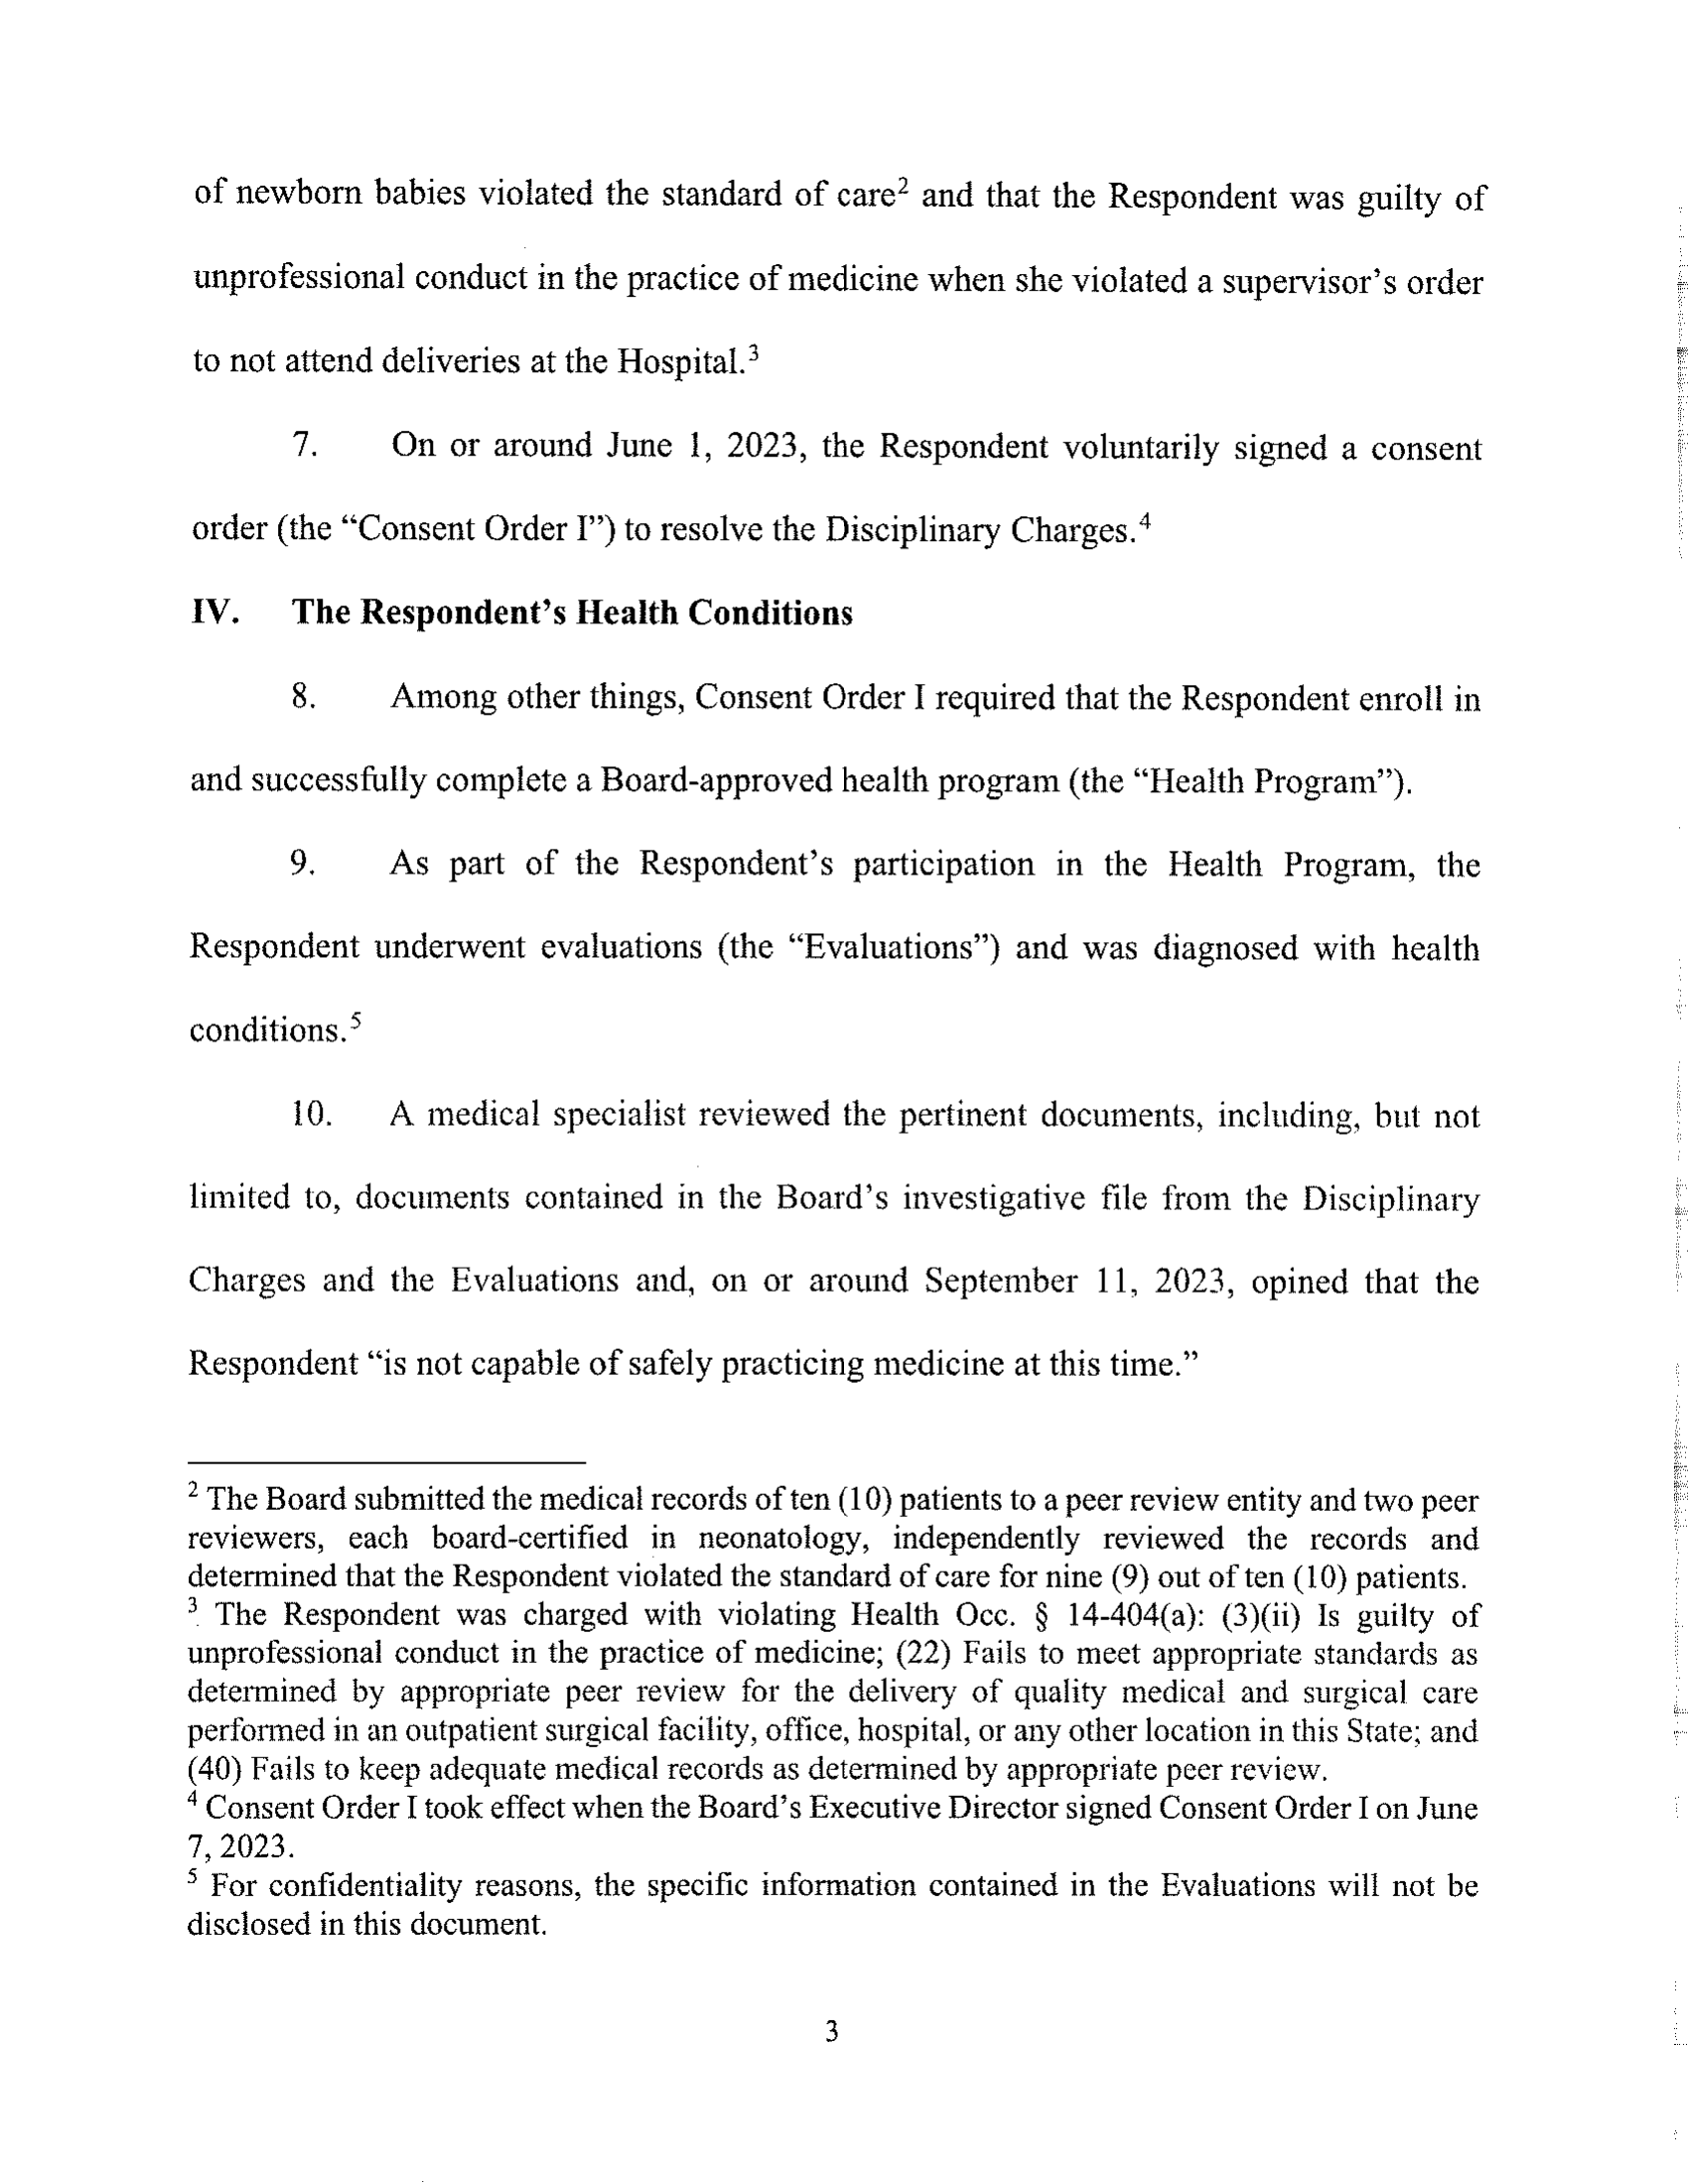 of newborn babies violated the standard of care² and that the Respondent was guilty of
unprofessional conduct in the practice of medicine when she violated a supervisor's order
to not attend deliveries at the Hospital.³
7. On or around June 1, 2023, the Respondent voluntarily signed a consent
order (the “Consent Order I”) to resolve the Disciplinary Charges.⁴
IV. The Respondent's Health Conditions
8. Among other things, Consent Order I required that the Respondent enroll in
and successfully complete a Board-approved health program (the “Health Program”).
9. As part of the Respondent's participation in the Health Program, the
Respondent underwent evaluations (the “Evaluations”) and was diagnosed with health
conditions.⁵
10. A medical specialist reviewed the pertinent documents, including, but not
limited to, documents contained in the Board's investigative file from the Disciplinary
Charges and the Evaluations and, on or around September 11, 2023, opined that the
Respondent “is not capable of safely practicing medicine at this time.”
² The Board submitted the medical records of ten (10) patients to a peer review entity and two peer
reviewers, each board-certified in neonatology, independently reviewed the records and
determined that the Respondent violated the standard of care for nine (9) out of ten (10) patients.
³ The Respondent was charged with violating Health Occ. § 14-404(a): (3)(ii) Is guilty of
unprofessional conduct in the practice of medicine; (22) Fails to meet appropriate standards as
determined by appropriate peer review for the delivery of quality medical and surgical care
performed in an outpatient surgical facility, office, hospital, or any other location in this State; and
(40) Fails to keep adequate medical records as determined by appropriate peer review.
⁴ Consent Order I took effect when the Board's Executive Director signed Consent Order I on June
7, 2023.
⁵ For confidentiality reasons, the specific information contained in the Evaluations will not be
disclosed in this document.
3